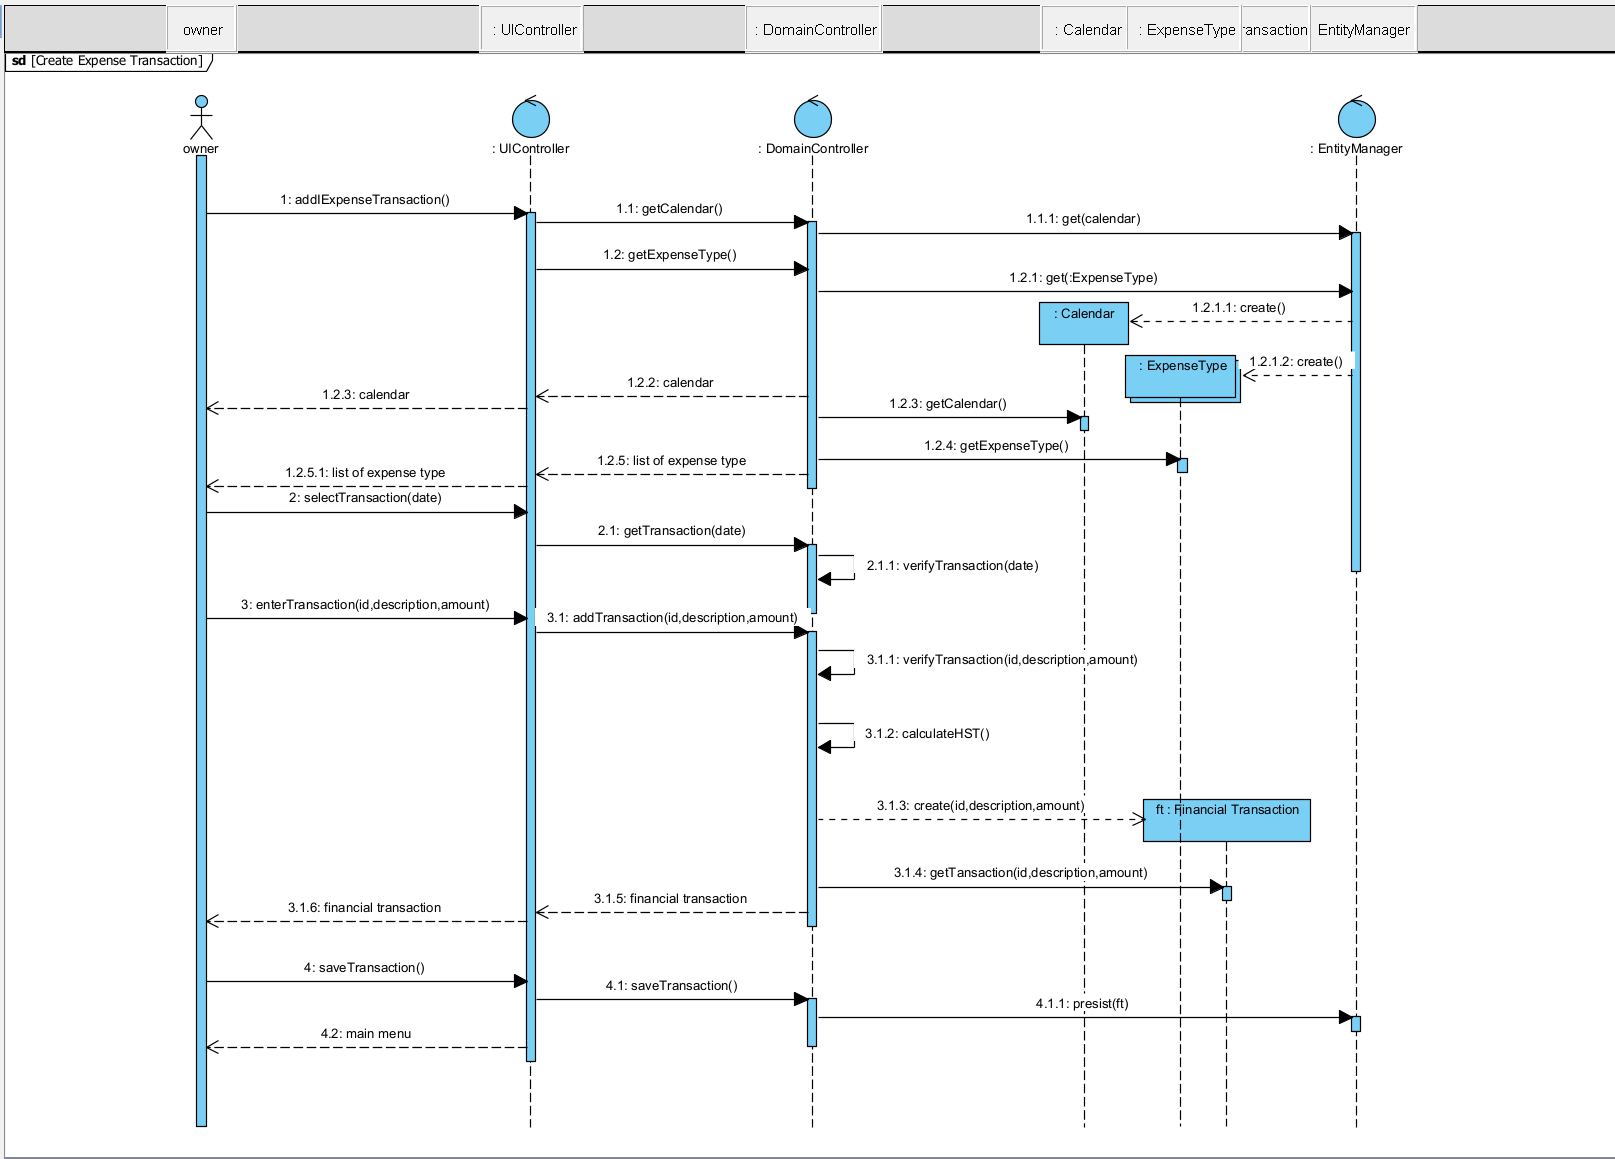 owner
: UIController
: DomainController
: Calendar
: ExpenseType
ransaction
EntityManager
sd [Create Expense Transaction]
owner
: UIController
: DomainController
: EntityManager
1: addIExpenseTransaction()
1.1: getCalendar()
1.1.1: get(calendar)
1.2: getExpenseType()
1.2.1: get(:ExpenseType)
: Calendar
1.2.1.1: create()
: ExpenseType
1.2.1.2: create()
1.2.2: calendar
1.2.3: calendar
1.2.3: getCalendar()
1.2.4: getExpenseType()
1.2.5: list of expense type
1.2.5.1: list of expense type
2: selectTransaction(date)
2.1: getTransaction(date)
2.1.1: verifyTransaction(date)
3: enterTransaction(id,description,amount)
3.1: addTransaction(id,description,amount)
3.1.1: verifyTransaction(id,description,amount)
3.1.2: calculateHST()
3.1.3: create(id,description,amount)
ft : Financial Transaction
3.1.4: getTansaction(id,description,amount)
3.1.5: financial transaction
3.1.6: financial transaction
4: saveTransaction()
4.1: saveTransaction()
4.1.1: presist(ft)
4.2: main menu